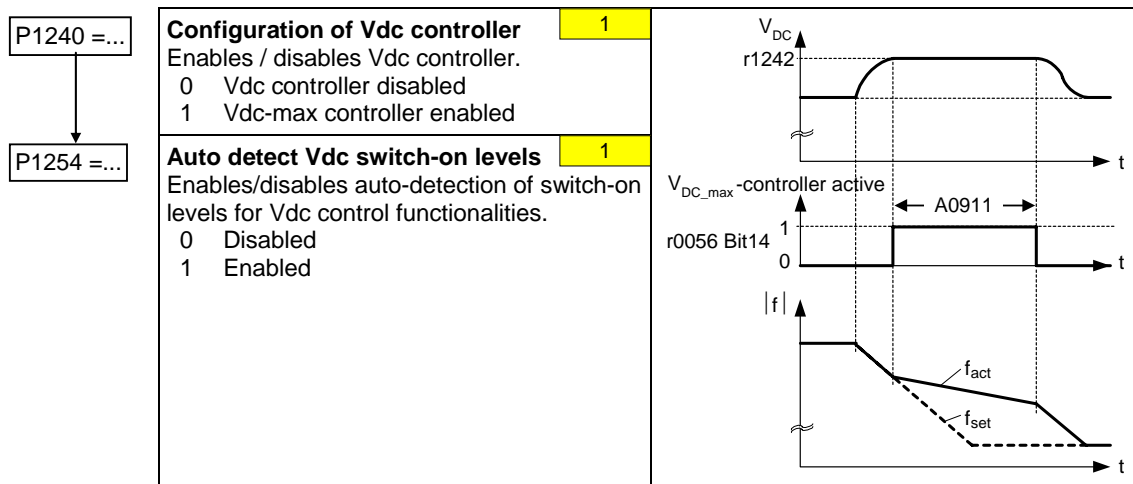 P1240 =...
P1254 =...
Configuration of Vdc controller 1
Enables / disables Vdc controller.
0 Vdc controller disabled
1 Vdc-max controller enabled
Auto detect Vdc switch-on levels 1
Enables/disables auto-detection of switch-on
levels for Vdc control functionalities.
0 Disabled
1 Enabled
VDC
r1242
t
VDC_max-controller active
A0911
1
r0056 Bit14
0
t
|f|
fact
fset
t